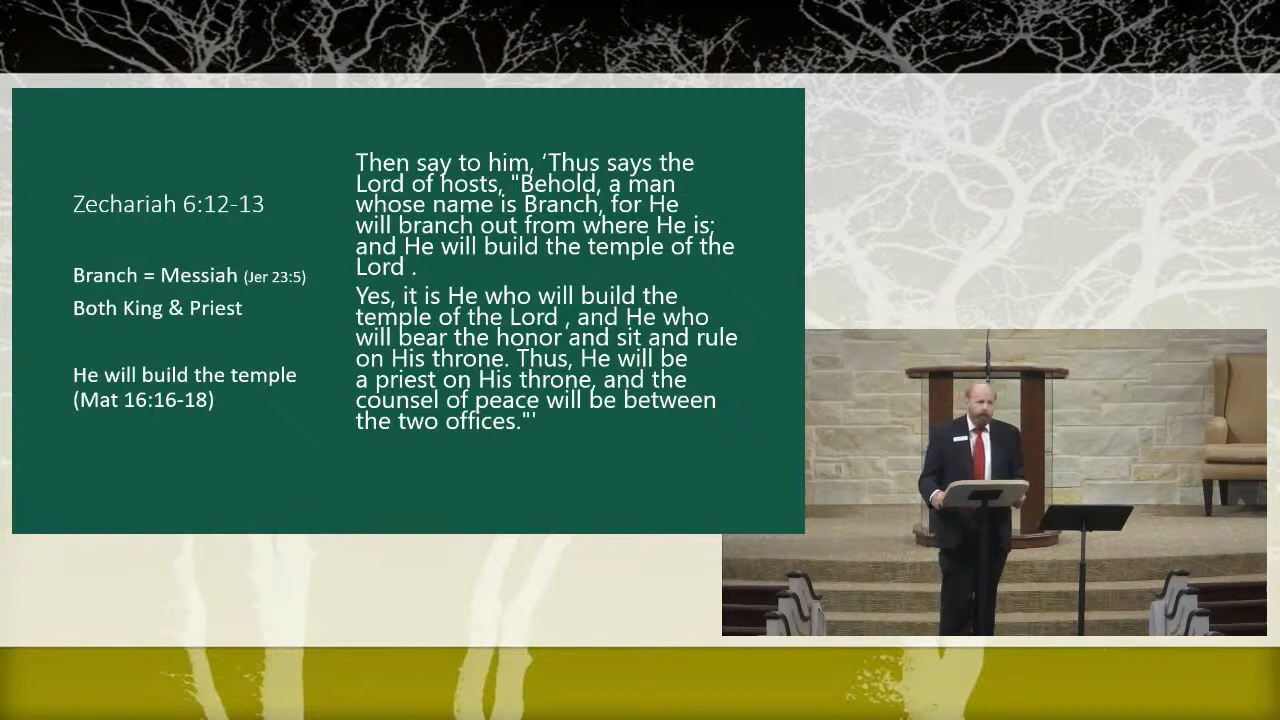 Zechariah 6:12-13
Branch = Messiah (Jer 23:5)
Both King & Priest
He will build the temple
(Mat 16:16-18)
Then say to him, ‘Thus says the
Lord of hosts, "Behold, a man
whose name is Branch, for He
will branch out from where He is;
and He will build the temple of the
Lord .
Yes, it is He who will build the
temple of the Lord , and He who
will bear the honor and sit and rule
on His throne. Thus, He will be
a priest on His throne, and the
counsel of peace will be between
the two offices."'